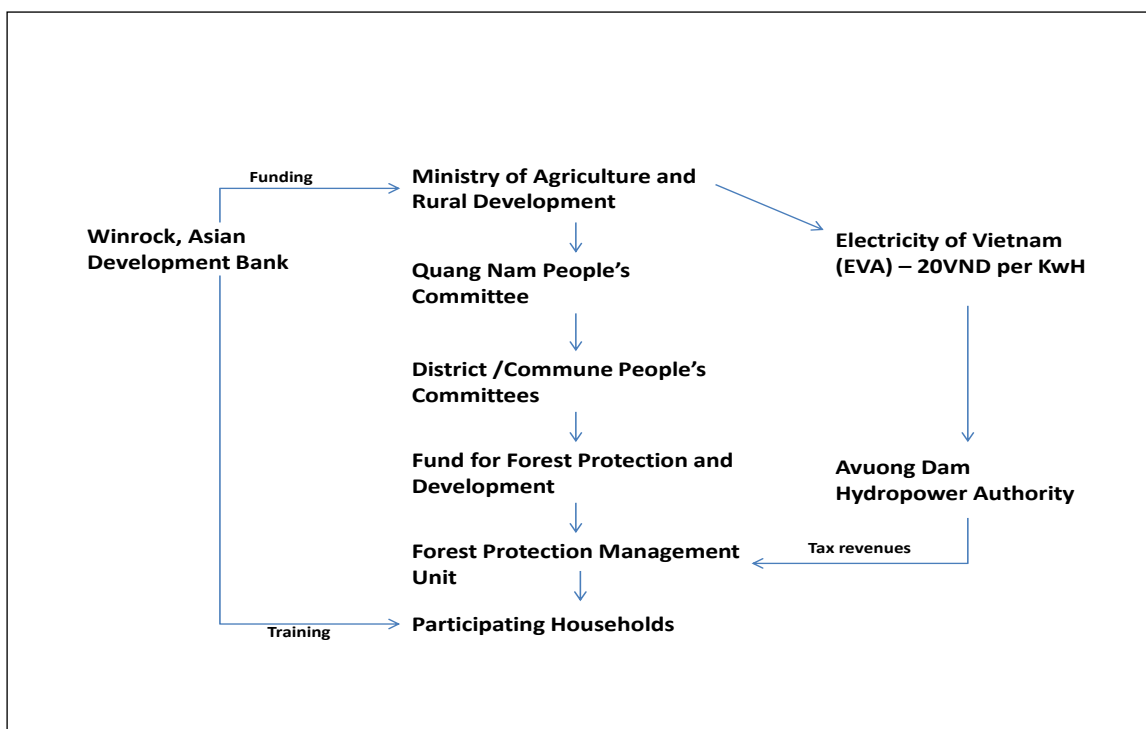 Funding
Ministry of Agriculture and
Rural Development
Winrock, Asian
Development Bank
Electricity of Vietnam
(EVA) – 20VND per KwH
Quang Nam People’s
Committee
District /Commune People’s
Committees
Fund for Forest Protection and
Development
Avuong Dam
Hydropower Authority
Forest Protection Management
Unit
Tax revenues
Training
Participating Households